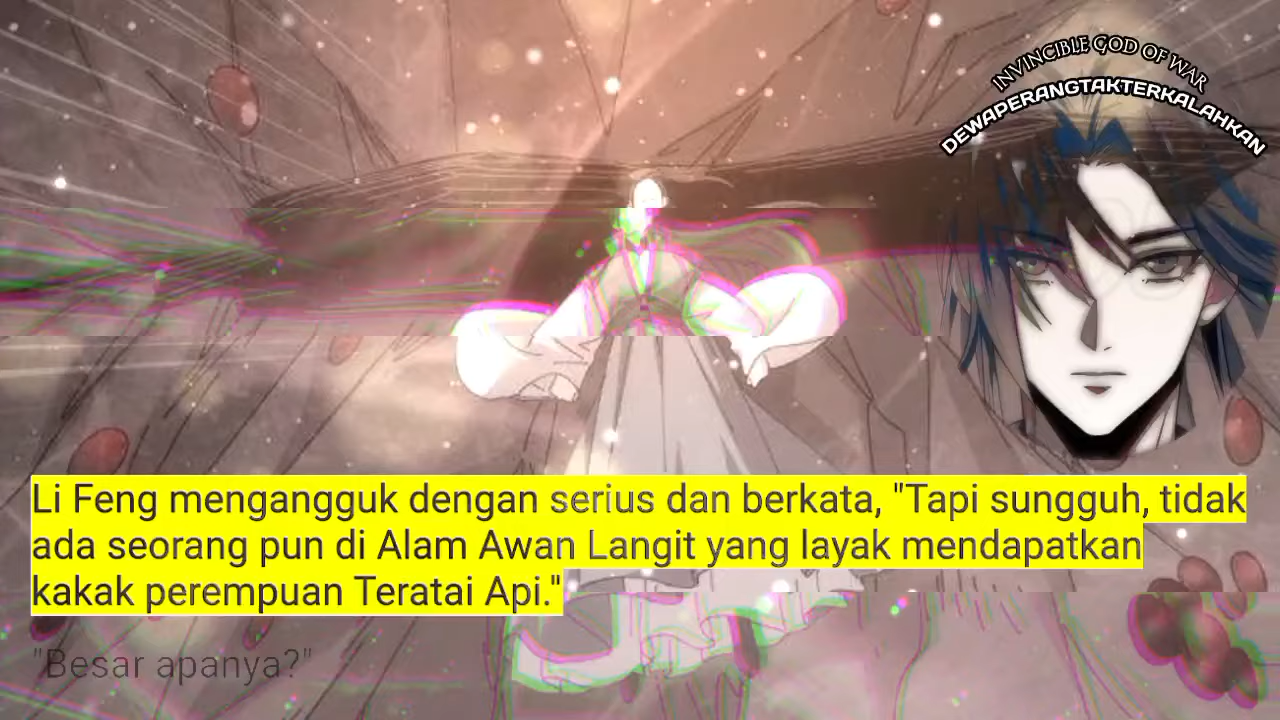 INVINCIBLE GOD OF WAR
DEWAPERANGTAKTERKALAHKAN
Li Feng mengangguk dengan serius dan berkata, "Tapi sungguh, tidak
ada seorang pun di Alam Awan Langit yang layak mendapatkan
kakak perempuan Teratai Api."
"Besar apanya?"